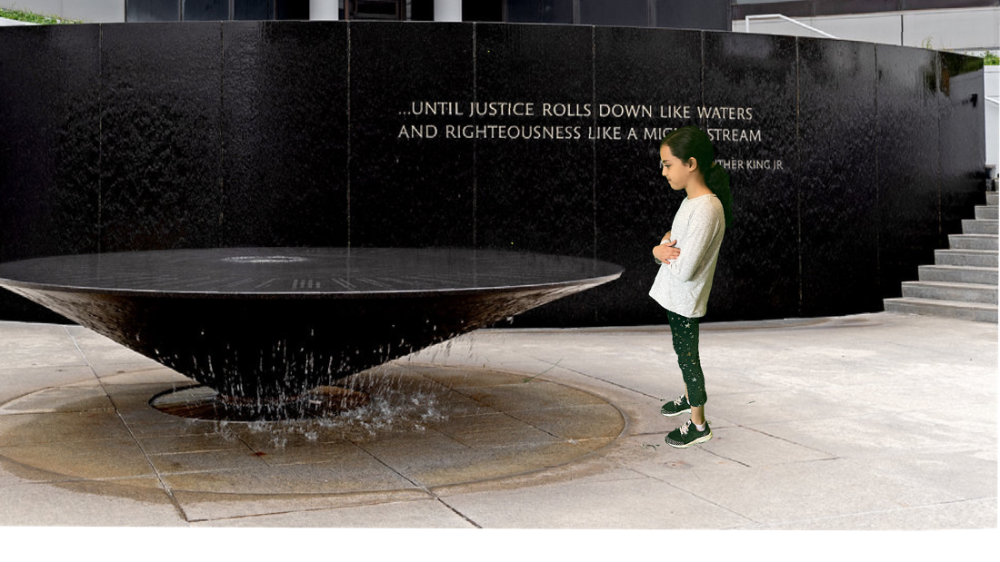 ...UNTIL JUSTICE ROLLS DOWN LIKE WATERS
AND RIGHTEOUSNESS LIKE A STREAM
KING JR